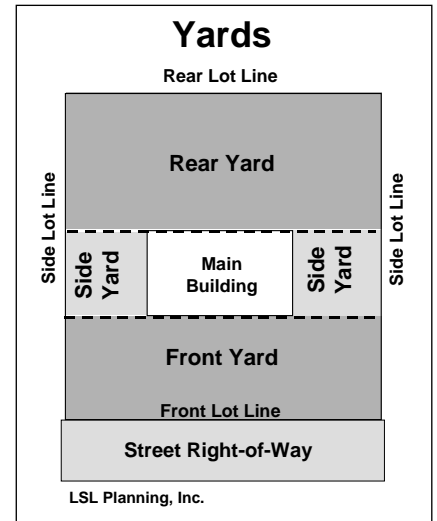 Yards
Rear Lot Line
Side Lot Line
Rear Yard
Side Lot Line
Side
Yard
Main
Building
Side
Yard
Front Yard
Front Lot Line
Street Right-of-Way
LSL Planning, Inc.